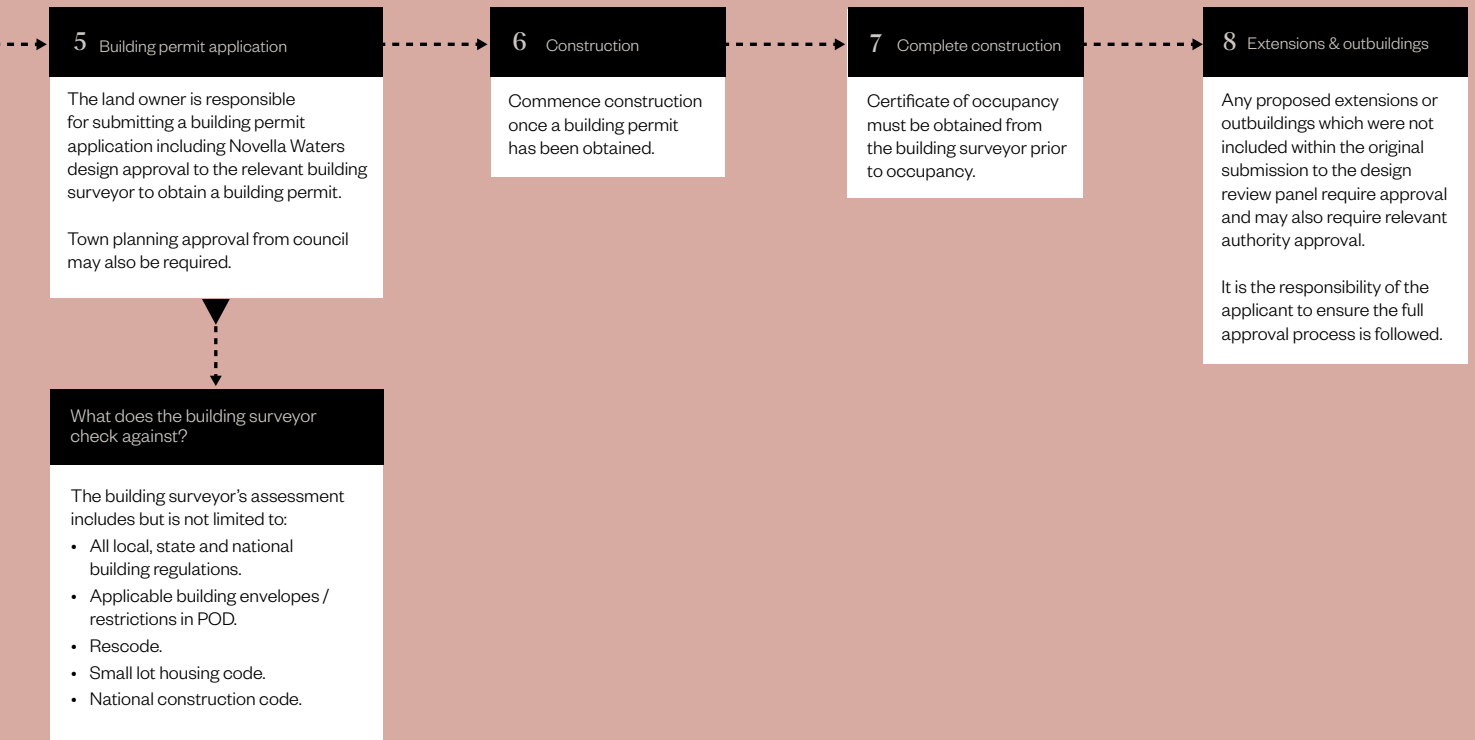 5 Building permit application
The land owner is responsible
for submitting a building permit
application including Novella Waters
design approval to the relevant building
surveyor to obtain a building permit.
Town planning approval from council
may also be required.
What does the building surveyor
check against?
The building surveyor's assessment
includes but is not limited to:
• All local, state and national
building regulations.
• Applicable building envelopes /
restrictions in POD.
• Rescode.
• Small lot housing code.
• National construction code.
6 Construction
Commence construction
once a building permit
has been obtained.
7 Complete construction
Certificate of occupancy
must be obtained from
the building surveyor prior
to occupancy.
8 Extensions & outbuildings
Any proposed extensions or
outbuildings which were not
included within the original
submission to the design
review panel require approval
and may also require relevant
authority approval.
It is the responsibility of the
applicant to ensure the full
approval process is followed.